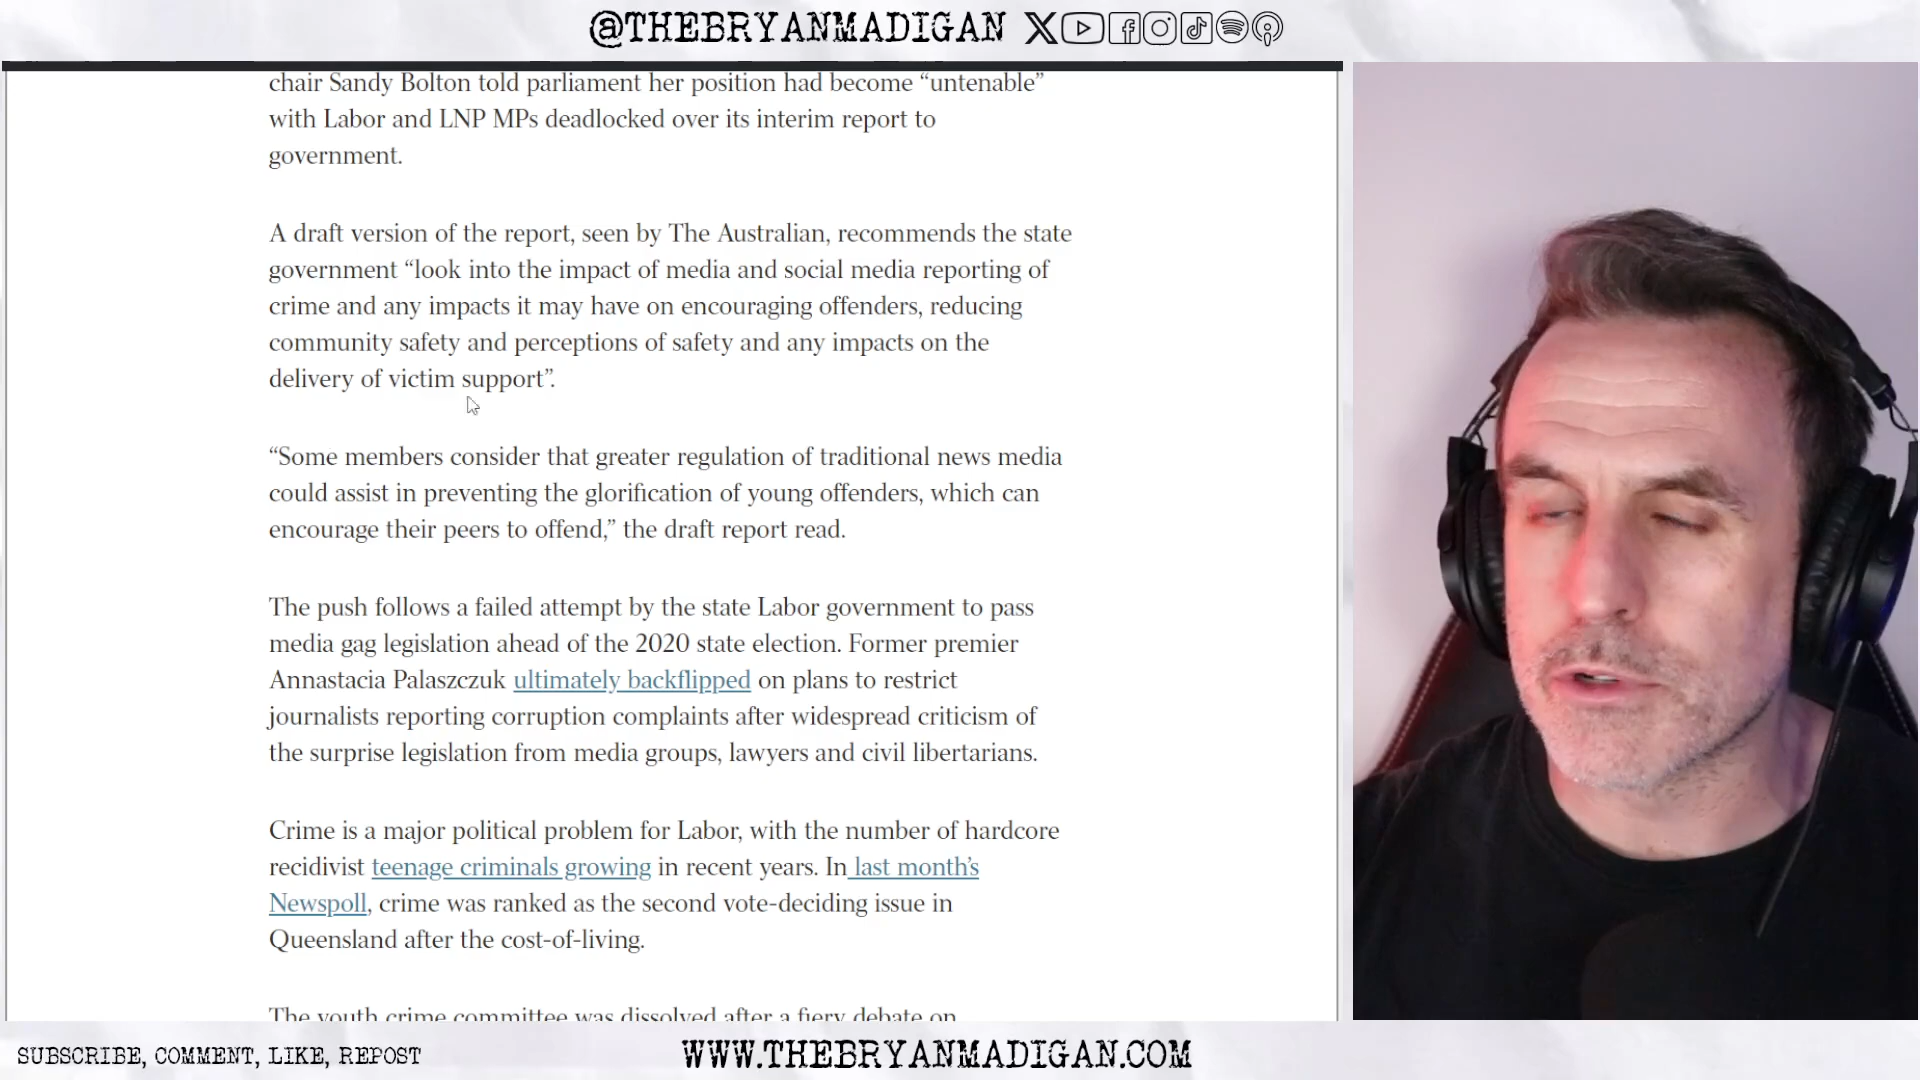 @THEBRYANMADIGAN
chair Sandy Bolton told parliament her position had become “untenable”
with Labor and LNP MPs deadlocked over its interim report to
government.
A draft version of the report, seen by The Australian, recommends the state
government “look into the impact of media and social media reporting of
crime and any impacts it may have on encouraging offenders, reducing
community safety and perceptions of safety and any impacts on the
delivery of victim support”.
“Some members consider that greater regulation of traditional news media
could assist in preventing the glorification of young offenders, which can
encourage their peers to offend,” the draft report read.
The push follows a failed attempt by the state Labor government to pass
media gag legislation ahead of the 2020 state election. Former premier
Annastacia Palaszczuk ultimately backflipped on plans to restrict
journalists reporting corruption complaints after widespread criticism of
the surprise legislation from media groups, lawyers and civil libertarians.
Crime is a major political problem for Labor, with the number of hardcore
recidivist teenage criminals growing in recent years. In last month’s
Newspoll, crime was ranked as the second vote-deciding issue in
Queensland after the cost-of-living.
The youth crime committee was dissolved after a fiery debate on
SUBSCRIBE, COMMENT, LIKE, REPOST
WWW.THEBRYANMADIGAN.COM